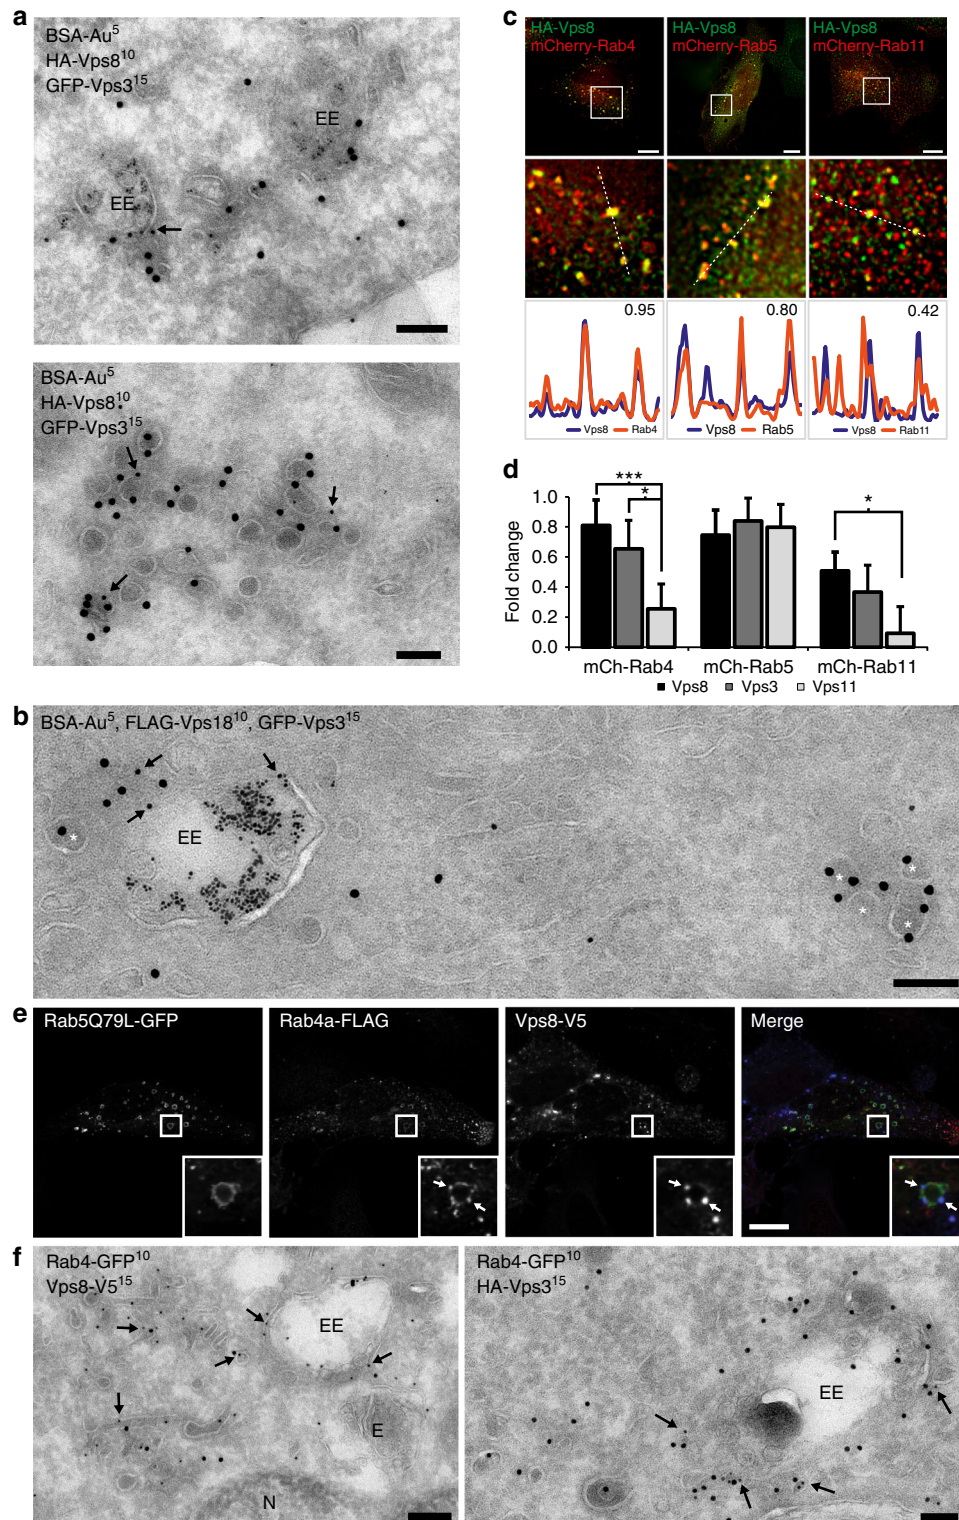 a
BSA-Au⁵
HA-Vps8¹⁰
GFP-Vps3¹⁵
EE
EE
BSA-Au⁵
HA-Vps8¹⁰
GFP-Vps3¹⁵
c
HA-Vps8
mCherry-Rab4
HA-Vps8
mCherry-Rab5
HA-Vps8
mCherry-Rab11
0.95
0.80
0.42
Vps8 Rab4
Vps8 Rab5
Vps8 Rab11
d
Fold change
1.0
0.8
0.6
0.4
0.2
0.0
***
*
*
mCh-Rab4
mCh-Rab5
mCh-Rab11
Vps8 Vps3 Vps11
b
BSA-Au⁵, FLAG-Vps18¹⁰, GFP-Vps3¹⁵
EE
*
*
*
*
*
e
Rab5Q79L-GFP
Rab4a-FLAG
Vps8-V5
Merge
f
Rab4-GFP¹⁰
Vps8-V5¹⁵
EE
E
N
Rab4-GFP¹⁰
HA-Vps3¹⁵
EE